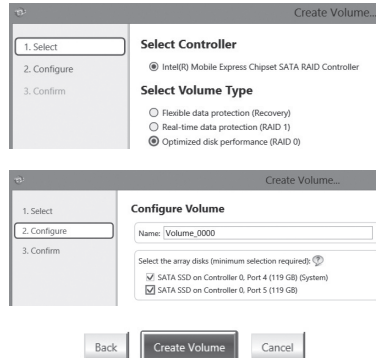 Create Volume...
1. Select
2. Configure
3. Confirm
Select Controller
Intel(R) Mobile Express Chipset SATA RAID Controller
Select Volume Type
Flexible data protection (Recovery)
Real-time data protection (RAID 1)
Optimized disk performance (RAID 0)
Create Volume...
1. Select
2. Configure
3. Confirm
Configure Volume
Name: Volume_0000
Select the array disks (minimum selection required): ?
SATA SSD on Controller 0, Port 4 (119 GB) (System)
SATA SSD on Controller 0, Port 5 (119 GB)
Back
Create Volume
Cancel